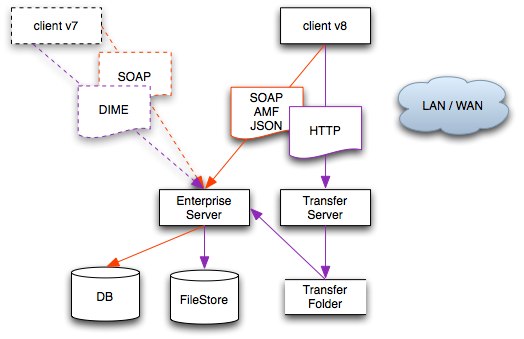 client v7
client v8
SOAP
DIME
SOAP
AMF
JSON
HTTP
LAN / WAN
Enterprise
Server
Transfer
Server
DB
FileStore
Transfer
Folder